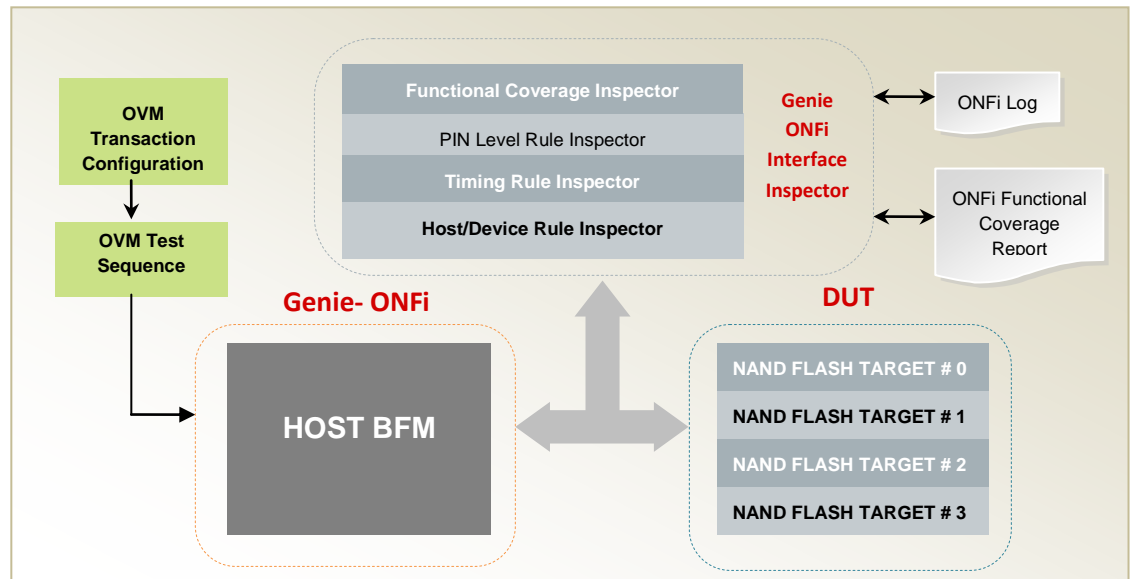 OVM
Transaction
Configuration
OVM Test
Sequence
Functional Coverage Inspector
PIN Level Rule Inspector
Timing Rule Inspector
Host/Device Rule Inspector
Genie
ONFi
Interface
Inspector
ONFi Log
ONFi Functional
Coverage
Report
Genie- ONFi
HOST BFM
DUT
NAND FLASH TARGET # 0
NAND FLASH TARGET # 1
NAND FLASH TARGET # 2
NAND FLASH TARGET # 3